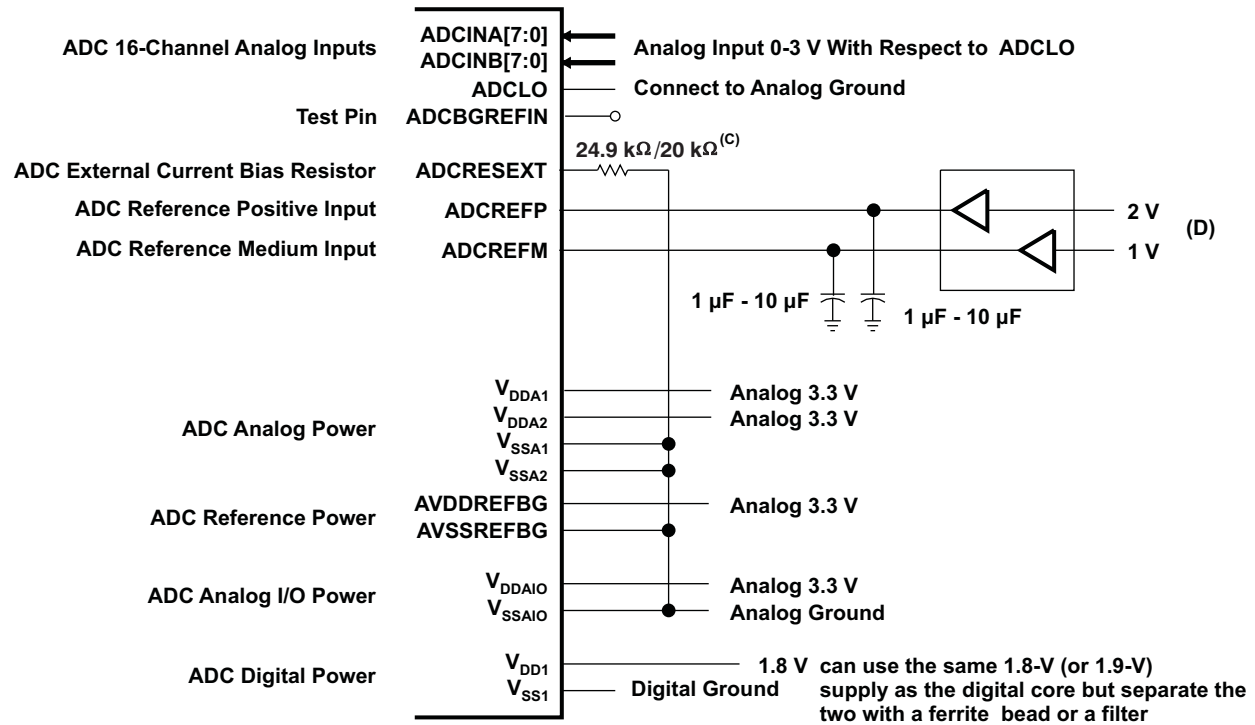 ADC 16-Channel Analog Inputs
ADCINA[7:0]
ADCINB[7:0]
Analog Input 0-3 V With Respect to ADCLO
ADCLO
Connect to Analog Ground
Test Pin
ADCBGREFIN
24.9 kΩ/20 kΩ(C)
ADC External Current Bias Resistor
ADCRESEXT
ADC Reference Positive Input
ADCREFP
2 V
(D)
ADC Reference Medium Input
ADCREFM
1 V
1 µF - 10 µF
1 µF - 10 µF
ADC Analog Power
VDDA1
Analog 3.3 V
VDDA2
Analog 3.3 V
VSSA1
VSSA2
ADC Reference Power
AVDDREFBG
Analog 3.3 V
AVSSREFBG
ADC Analog I/O Power
VDDAIO
Analog 3.3 V
VSSAIO
Analog Ground
ADC Digital Power
VDD1
1.8 V can use the same 1.8-V (or 1.9-V)
VSS1
Digital Ground
supply as the digital core but separate the
two with a ferrite bead or a filter